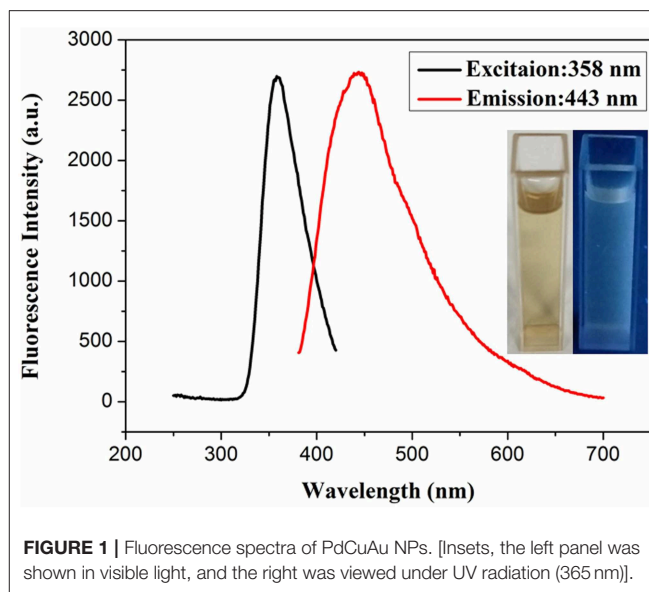 3000
2500
2000
1500
1000
500
0
Fluorescence Intensity (a.u.)
Excitaion:358 nm
Emission:443 nm
200 300 400 500 600 700
Wavelength (nm)
FIGURE 1 | Fluorescence spectra of PdCuAu NPs. [Insets, the left panel was
shown in visible light, and the right was viewed under UV radiation (365 nm)].